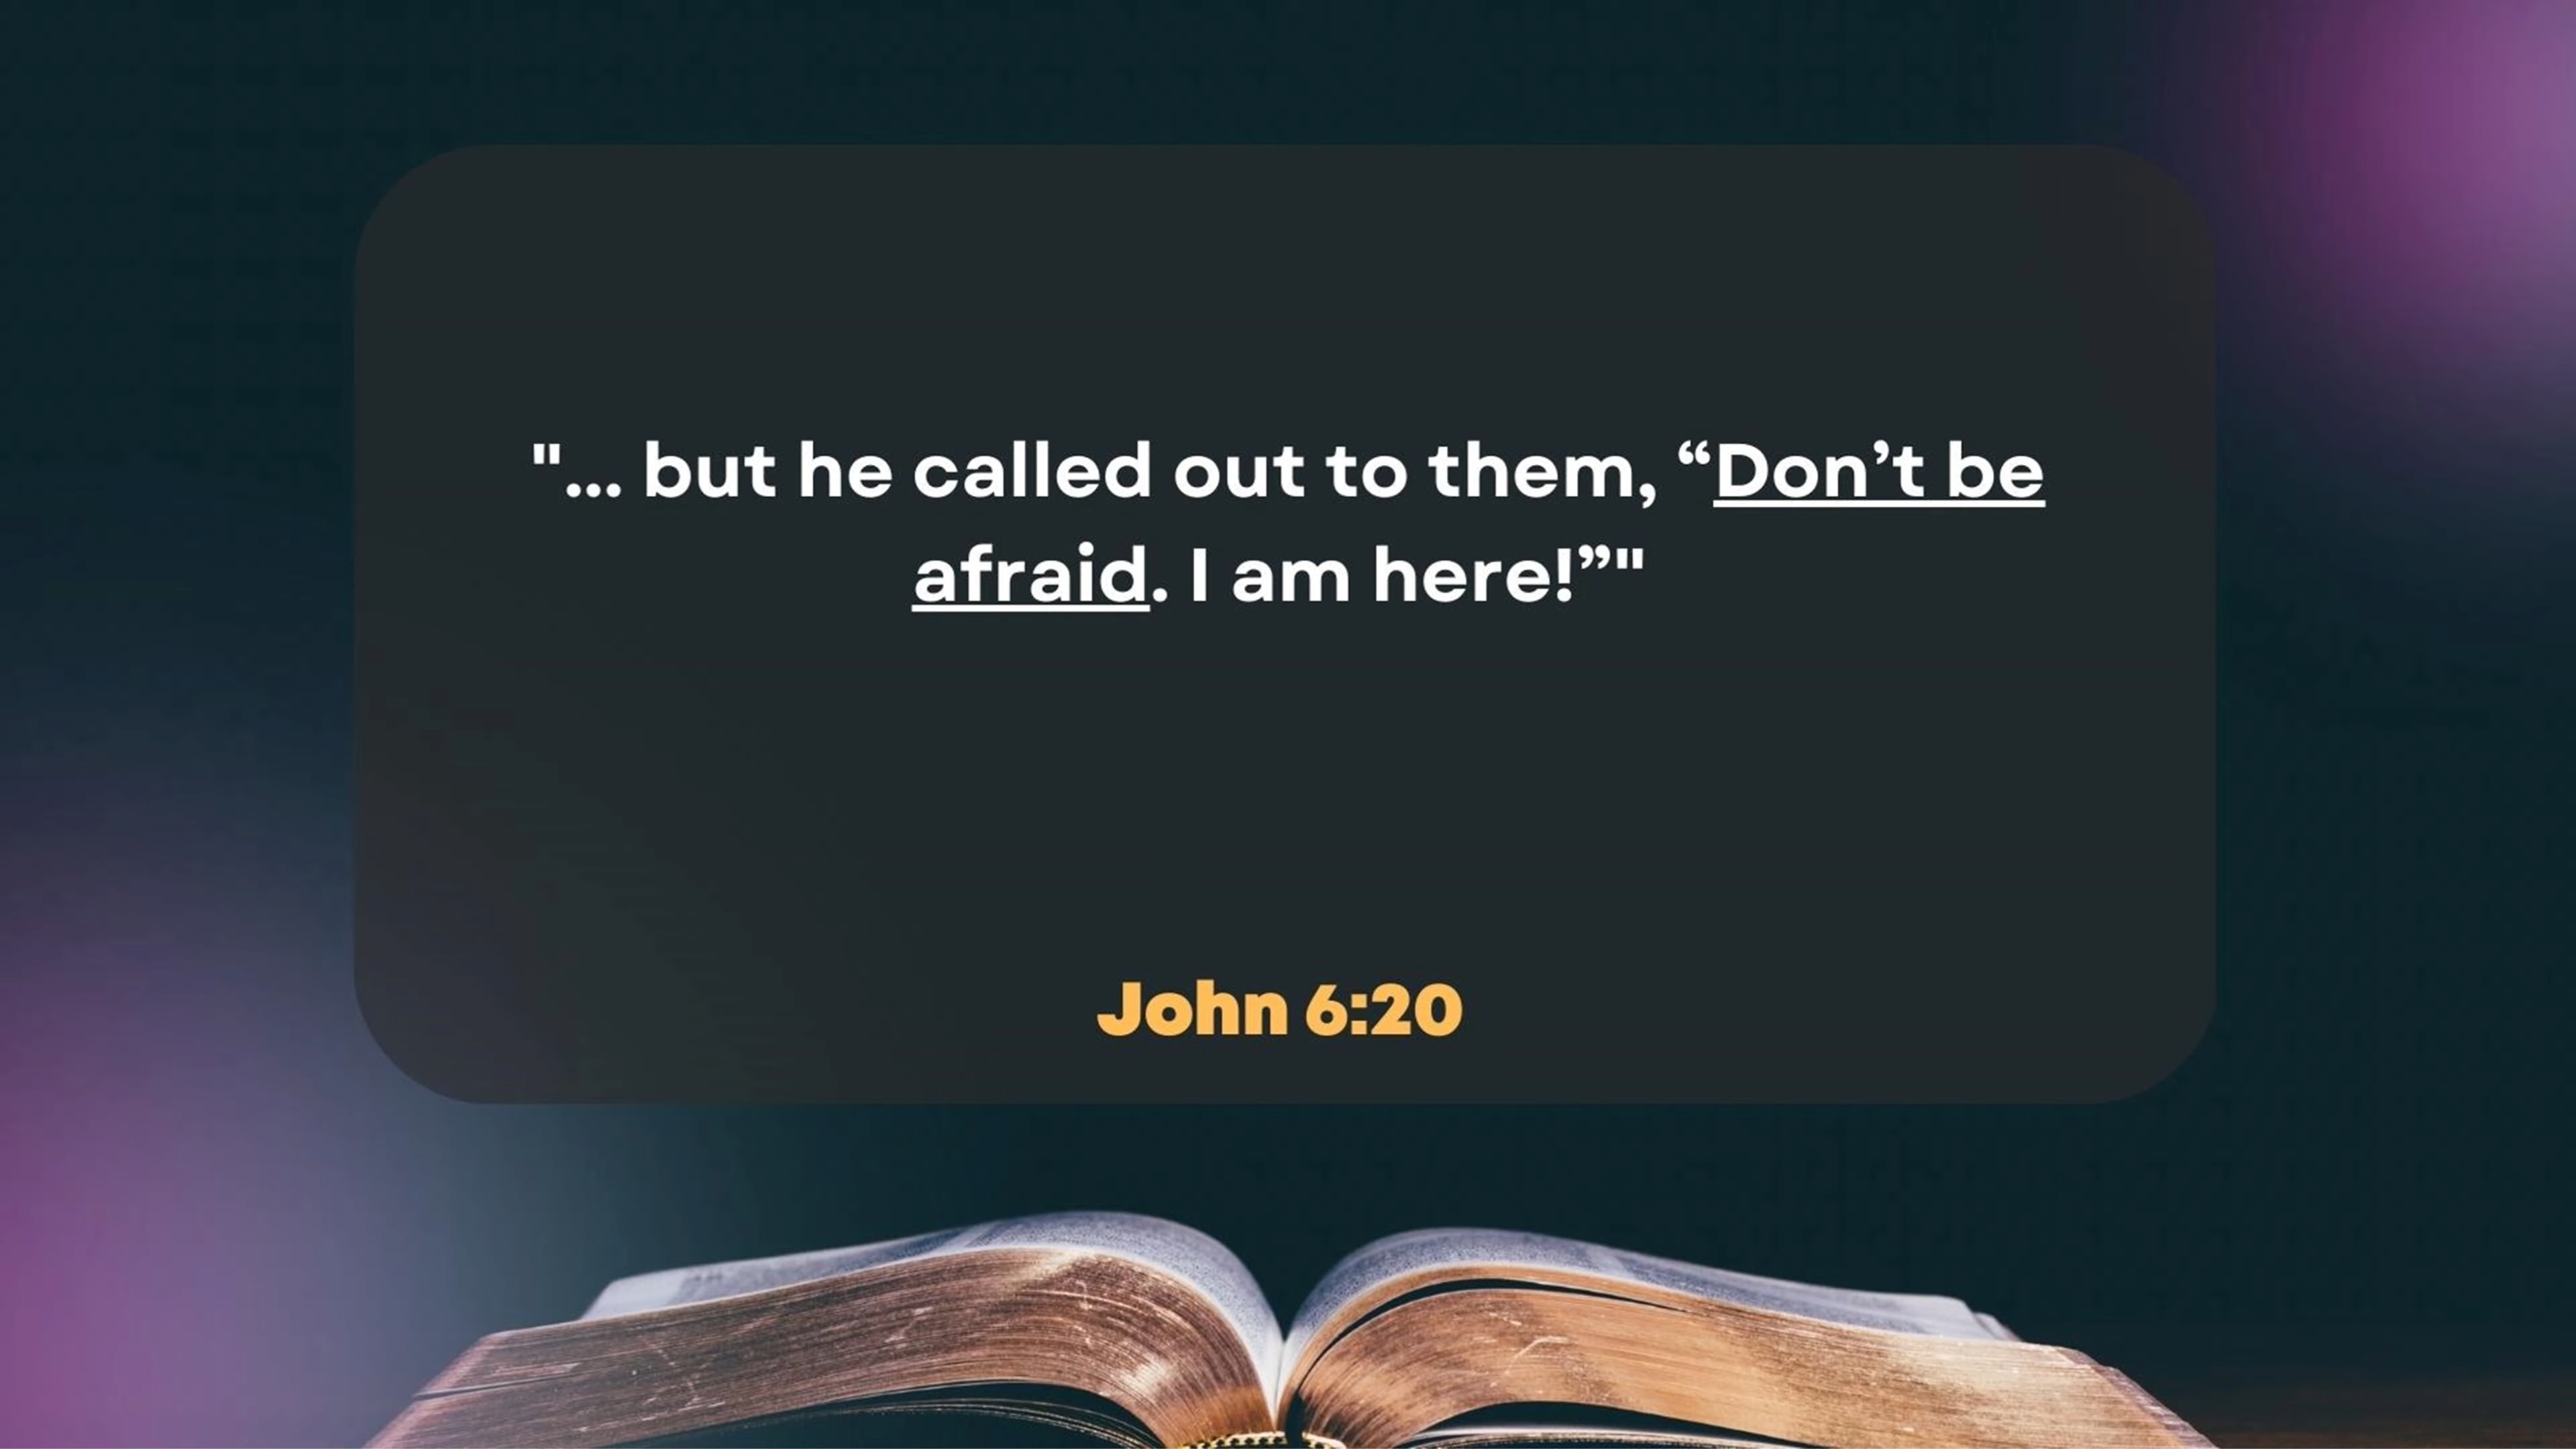 "... but he called out to them, “Don’t be
afraid. I am here!”"
John 6:20